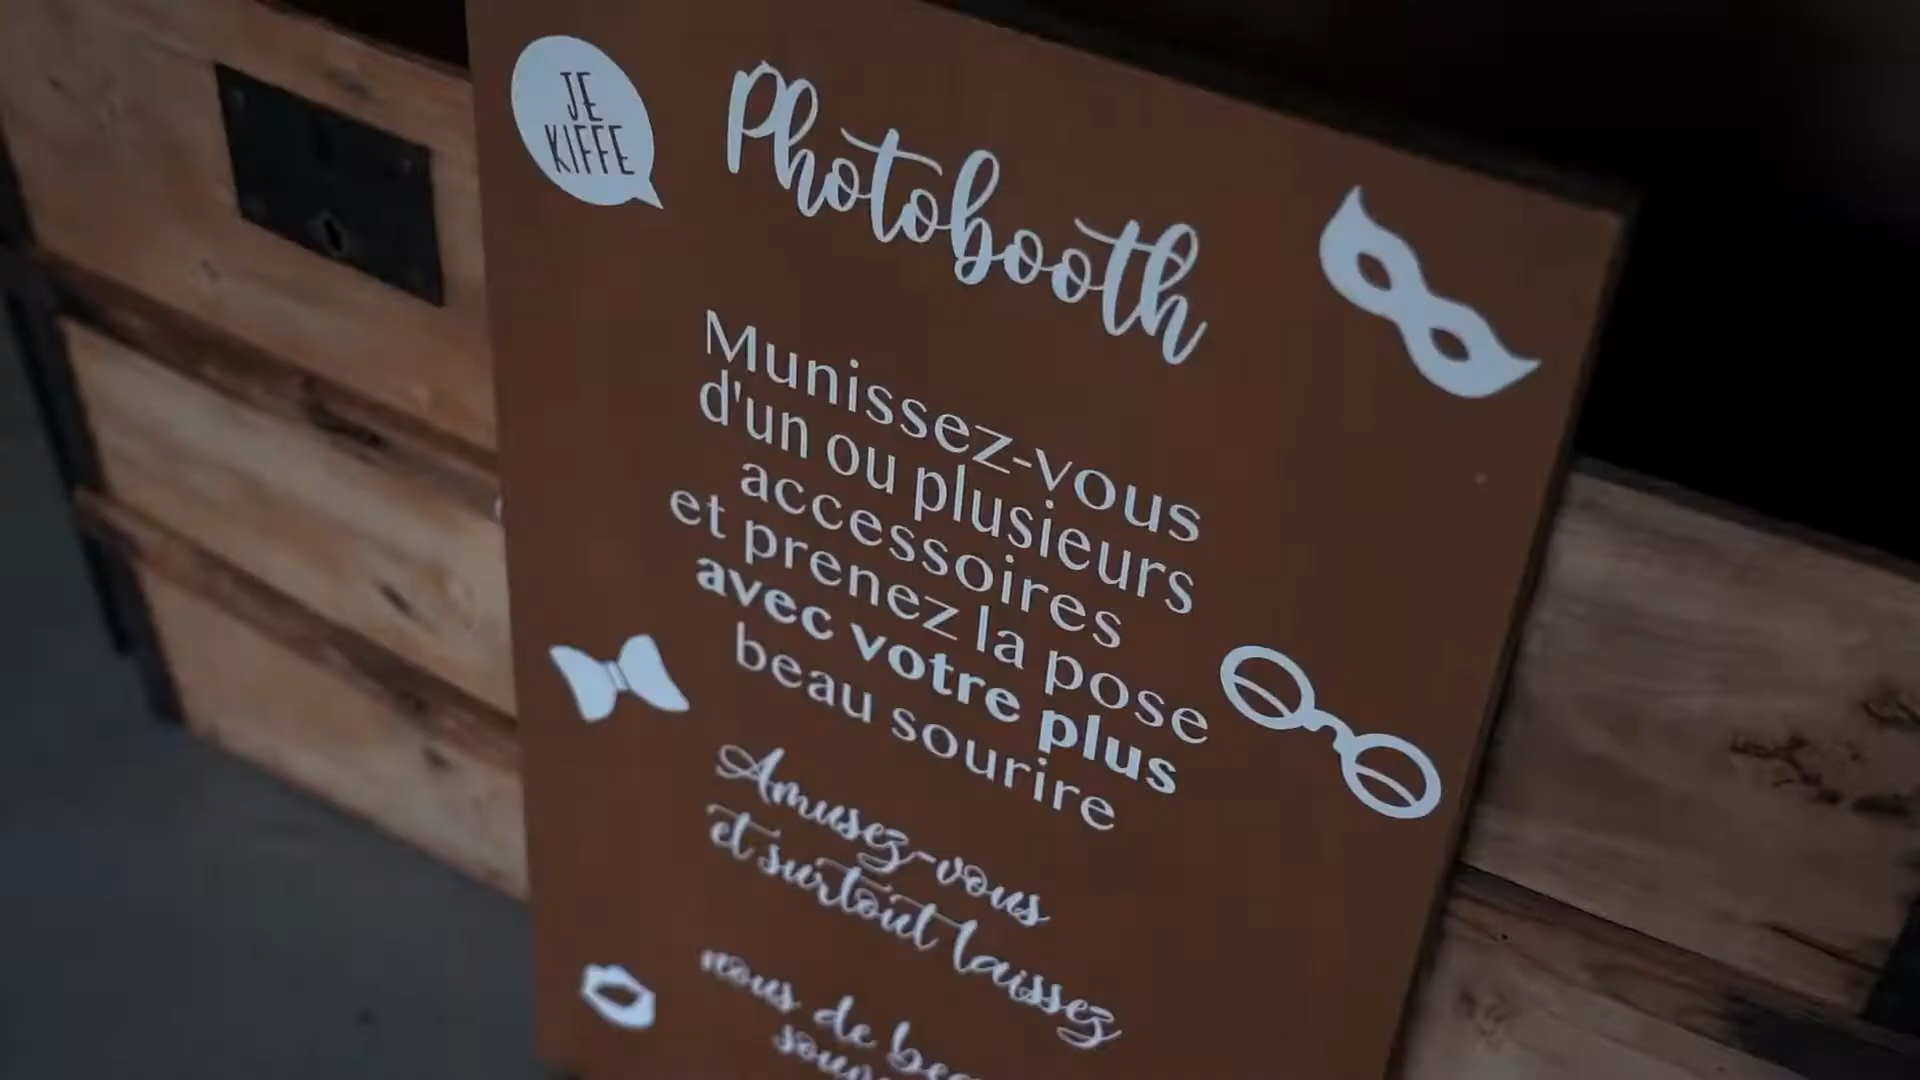 JE
KIFFE
Photobooth
Munissez-vous
d'un ou plusieurs
accessoires
et prenez la pose
avec votre plus
beau sourire
Amusez-vous
et surtout laissez
nous de